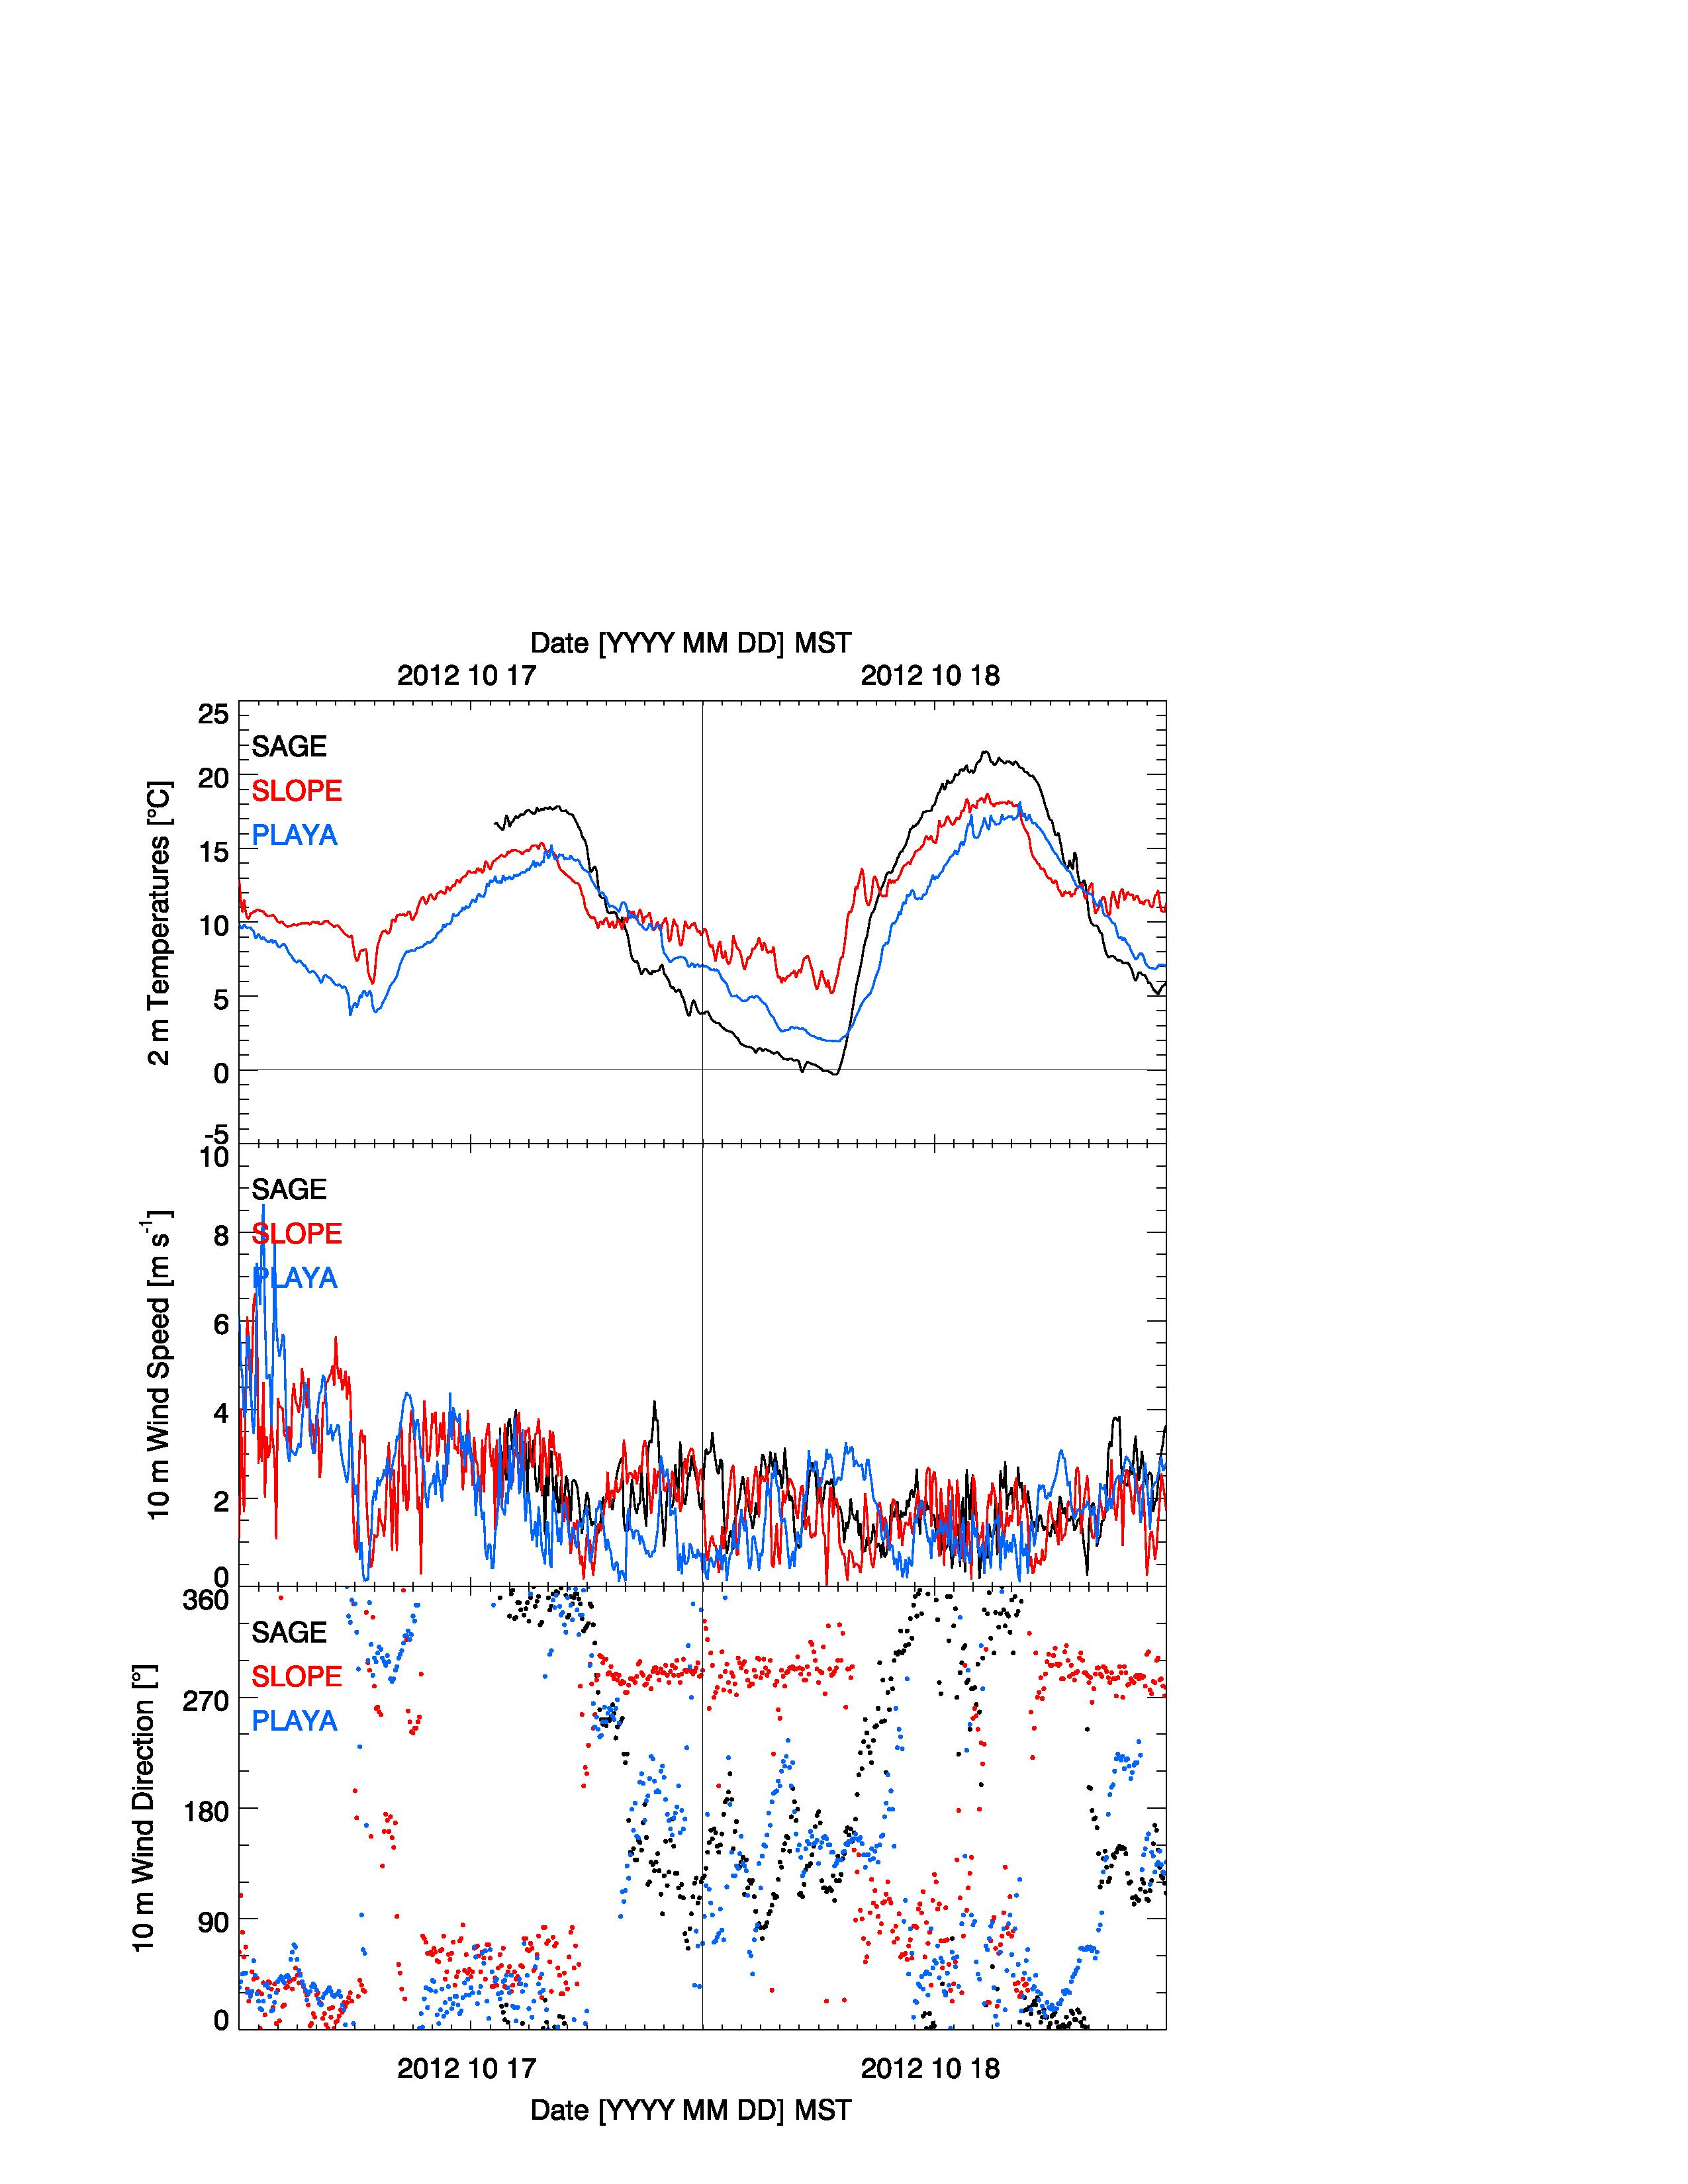 Date [YYYY MM DD] MST
2012 10 17 2012 10 18
25
SAGE
20
SLOPE
15
PLAYA
10
5
0
-5
2 m Temperatures [°C]
10
SAGE
8
SLOPE
PLAYA
6
4
2
0
10 m Wind Speed [m s-1]
360
SAGE
SLOPE
270
PLAYA
180
90
0
10 m Wind Direction [°]
2012 10 17 2012 10 18
Date [YYYY MM DD] MST